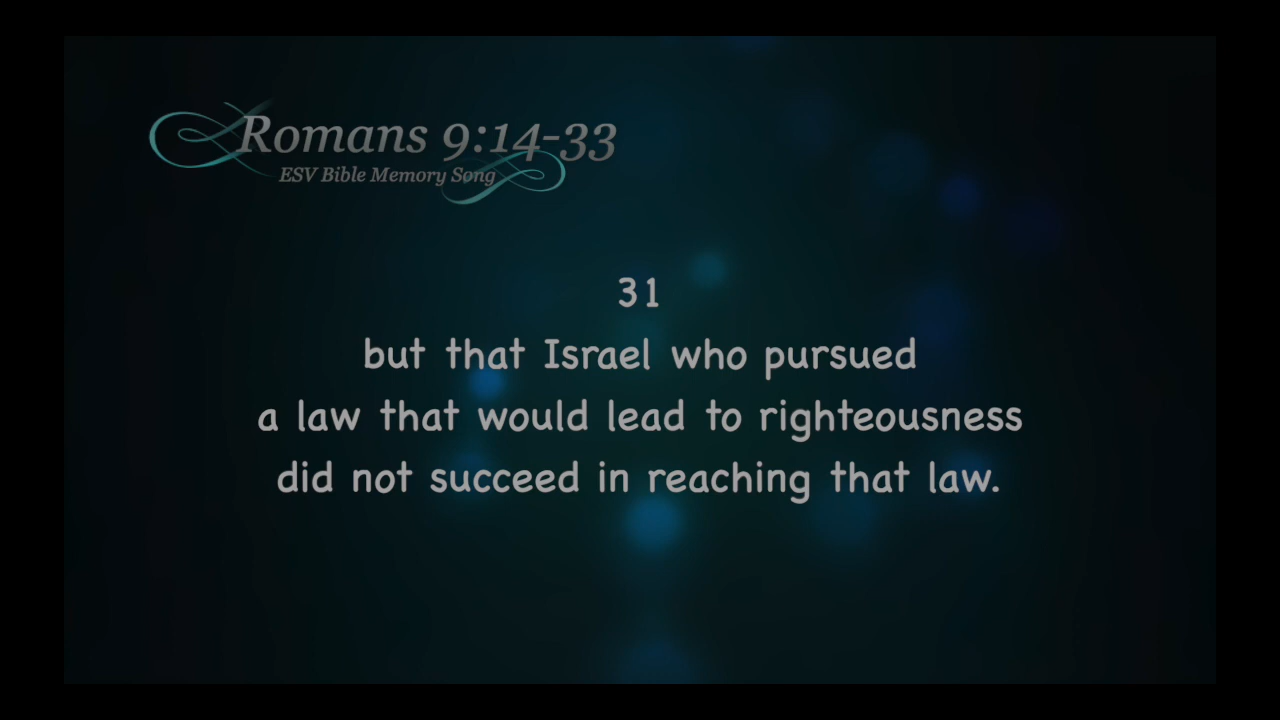 Romans 9:14-33
ESV Bible Memory Song
31
but that Israel who pursued
a law that would lead to righteousness
did not succeed in reaching that law.